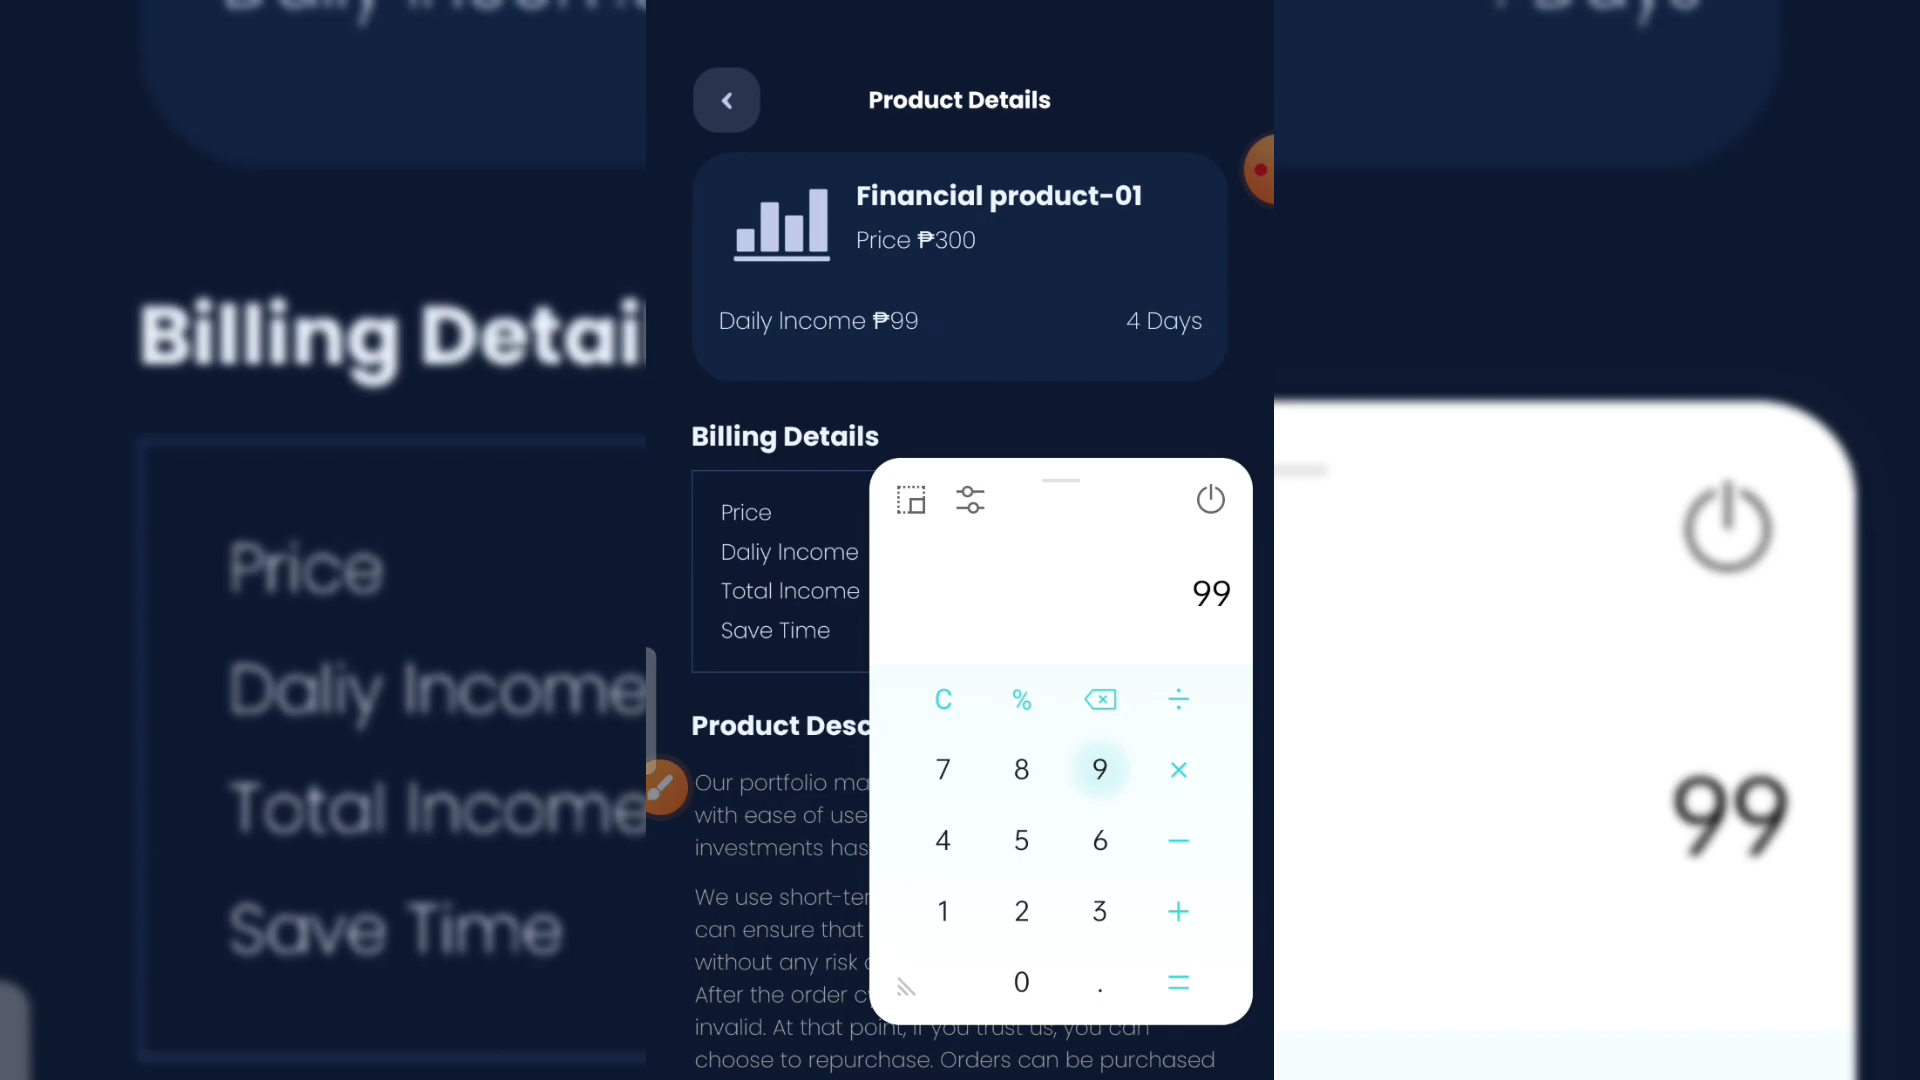 Product Details
Financial product-01
Price ₱300
Daily Income ₱99
4 Days
Billing Details
Price
Daliy Income
Total Income
Save Time
Product Desc
Our portfolio ma
with ease of use
investments has
We use short-ter
can ensure that
without any risk
After the order
invalid. At that point, if you trust us, you can
choose to repurchase. Orders can be purchased
99
C % ÷
7 8 9 ×
4 5 6 −
1 2 3 +
0 . =
Billing Detai
Price
Daliy Income
Total Income
Save Time
99